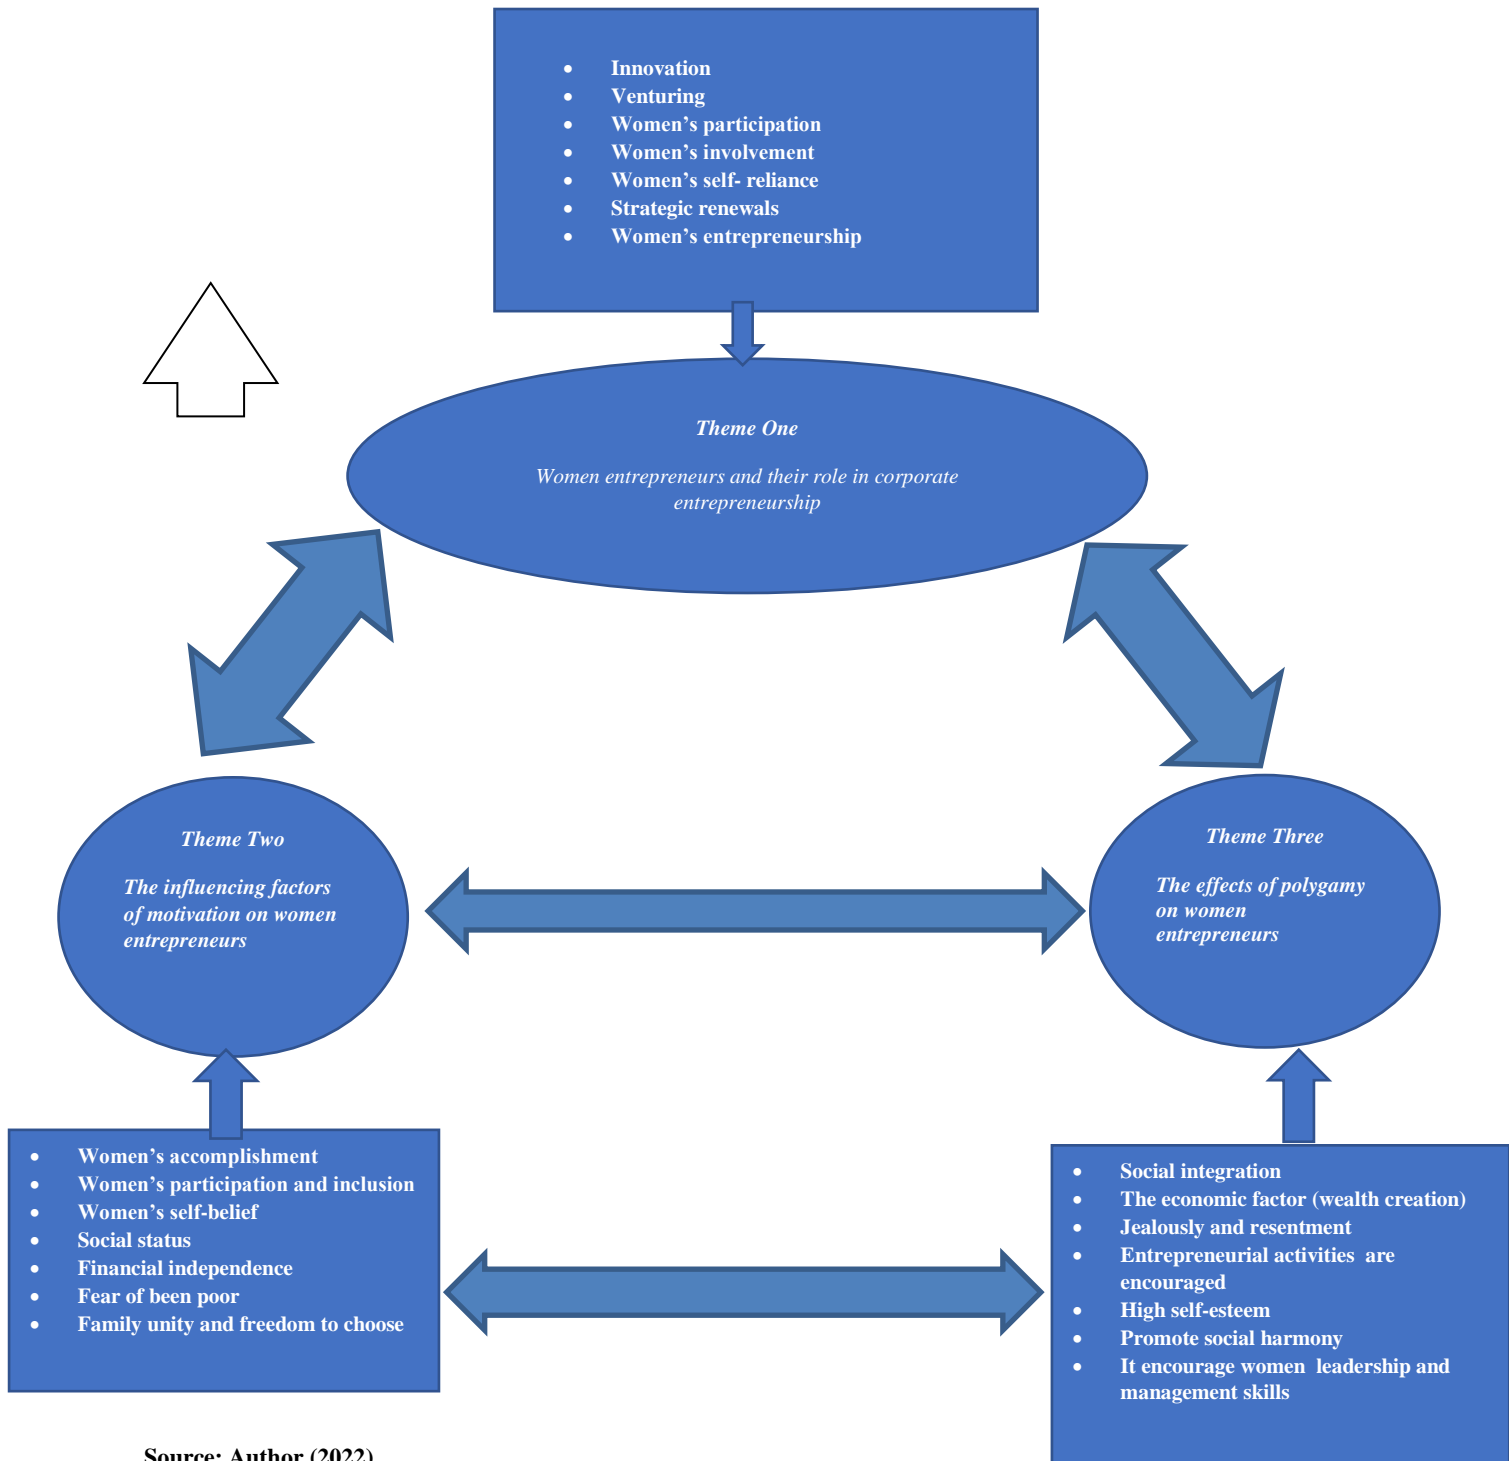 • Innovation
• Venturing
• Women’s participation
• Women’s involvement
• Women’s self- reliance
• Strategic renewals
• Women’s entrepreneurship
Theme One
Women entrepreneurs and their role in corporate
entrepreneurship
Theme Two
The influencing factors
of motivation on women
entrepreneurs
Theme Three
The effects of polygamy
on women
entrepreneurs
• Women’s accomplishment
• Women’s participation and inclusion
• Women’s self-belief
• Social status
• Financial independence
• Fear of been poor
• Family unity and freedom to choose
• Social integration
• The economic factor (wealth creation)
• Jealously and resentment
• Entrepreneurial activities are
encouraged
• High self-esteem
• Promote social harmony
• It encourage women leadership and
management skills
Source: Author (2022)